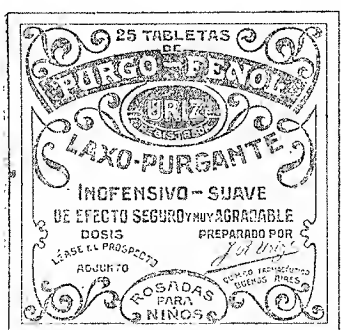 25 TABLETAS
DE
PURGO-FENOL
URIZ
LAXO-PURGANTE
INOFENSIVO-SUAVE
DE EFECTO SEGURO Y MUY AGRADABLE
DOSIS
LÉASE EL PROSPECTO
ADJUNTO
PREPARADO POR
QUÍMICO FARMACÉUTICO
BUENOS AIRES
ROSADAS
PARA
NIÑOS